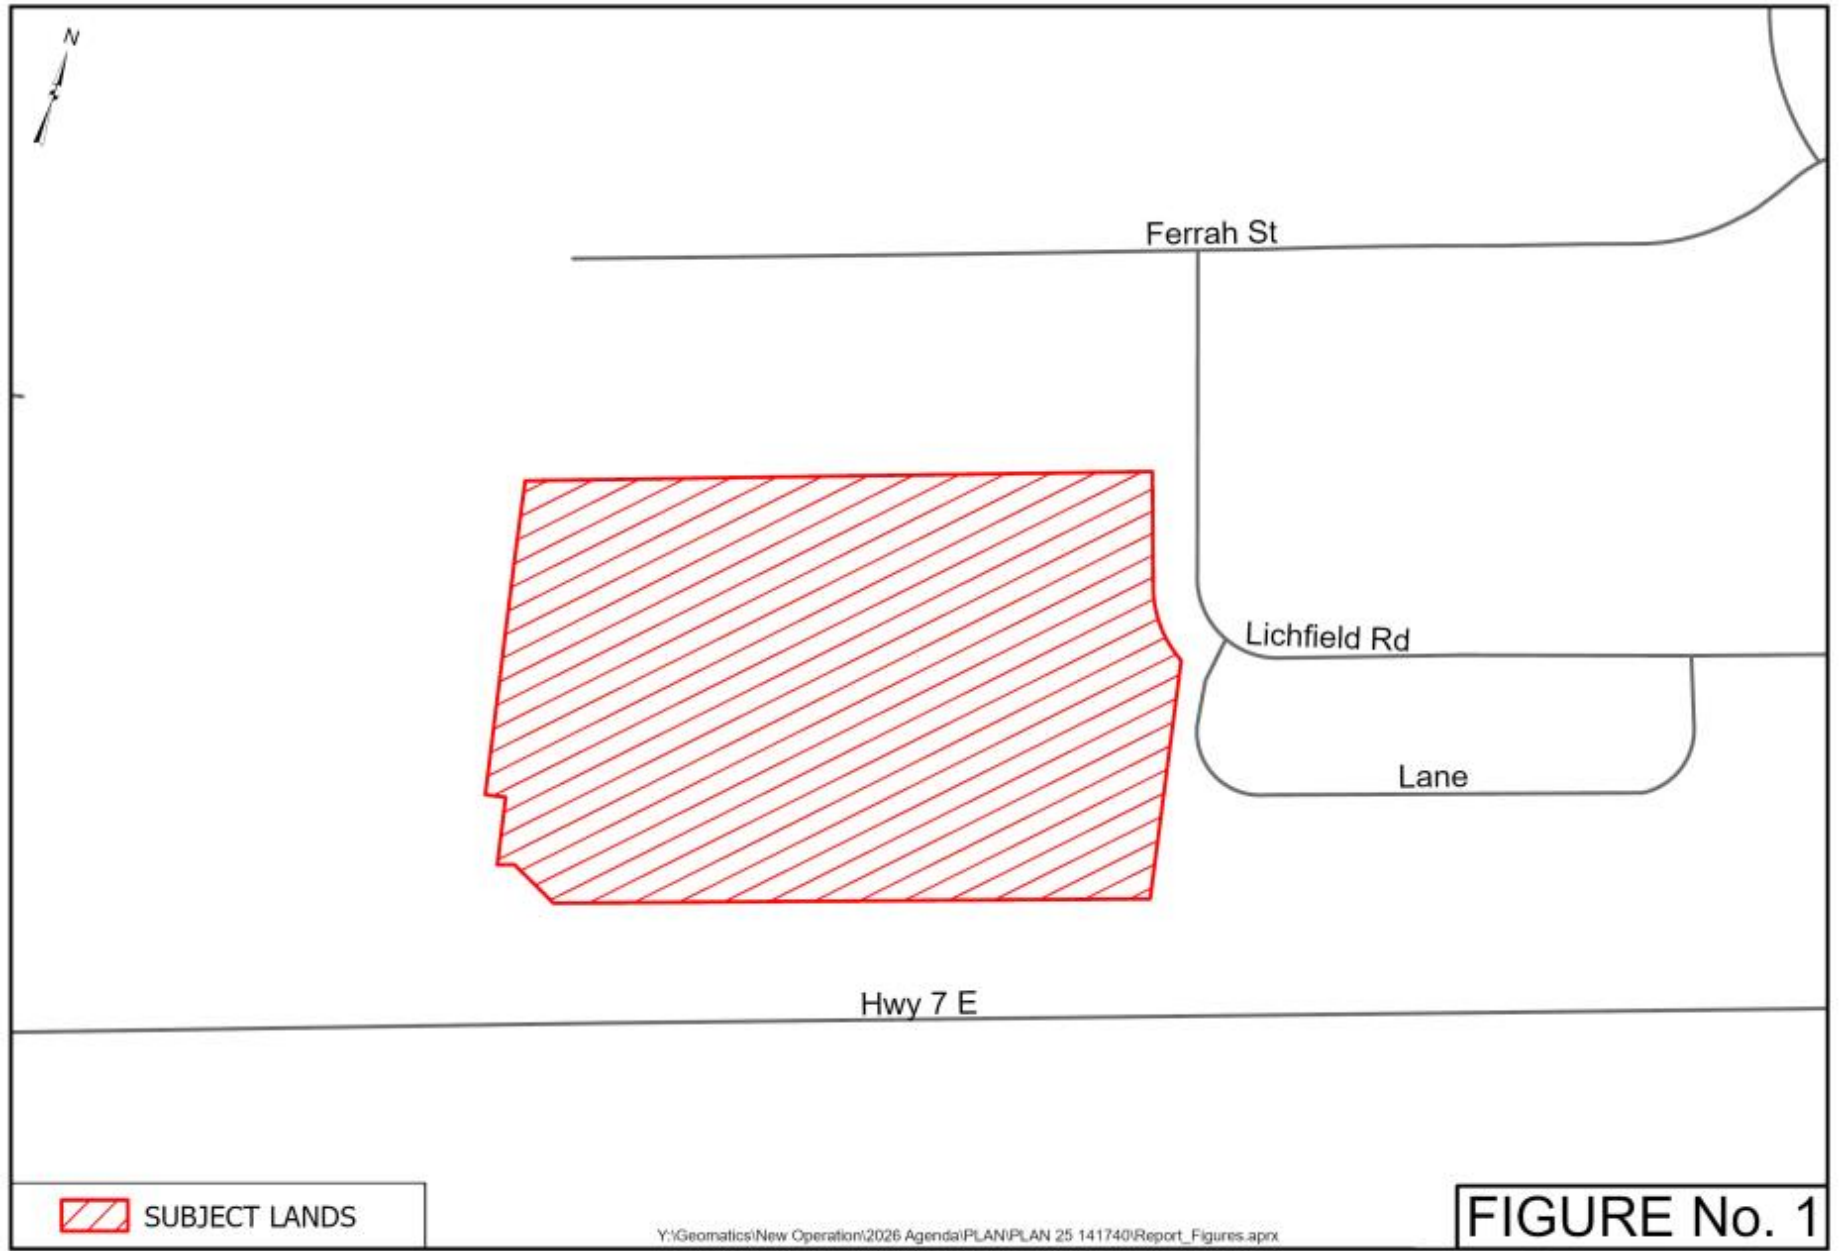 N
Ferrah St
Lichfield Rd
Lane
Hwy 7 E
SUBJECT LANDS
Y:\Geomatics\New Operation\2026 Agenda\PLAN\PLAN 25 141740\Report_Figures.aprx
FIGURE No. 1